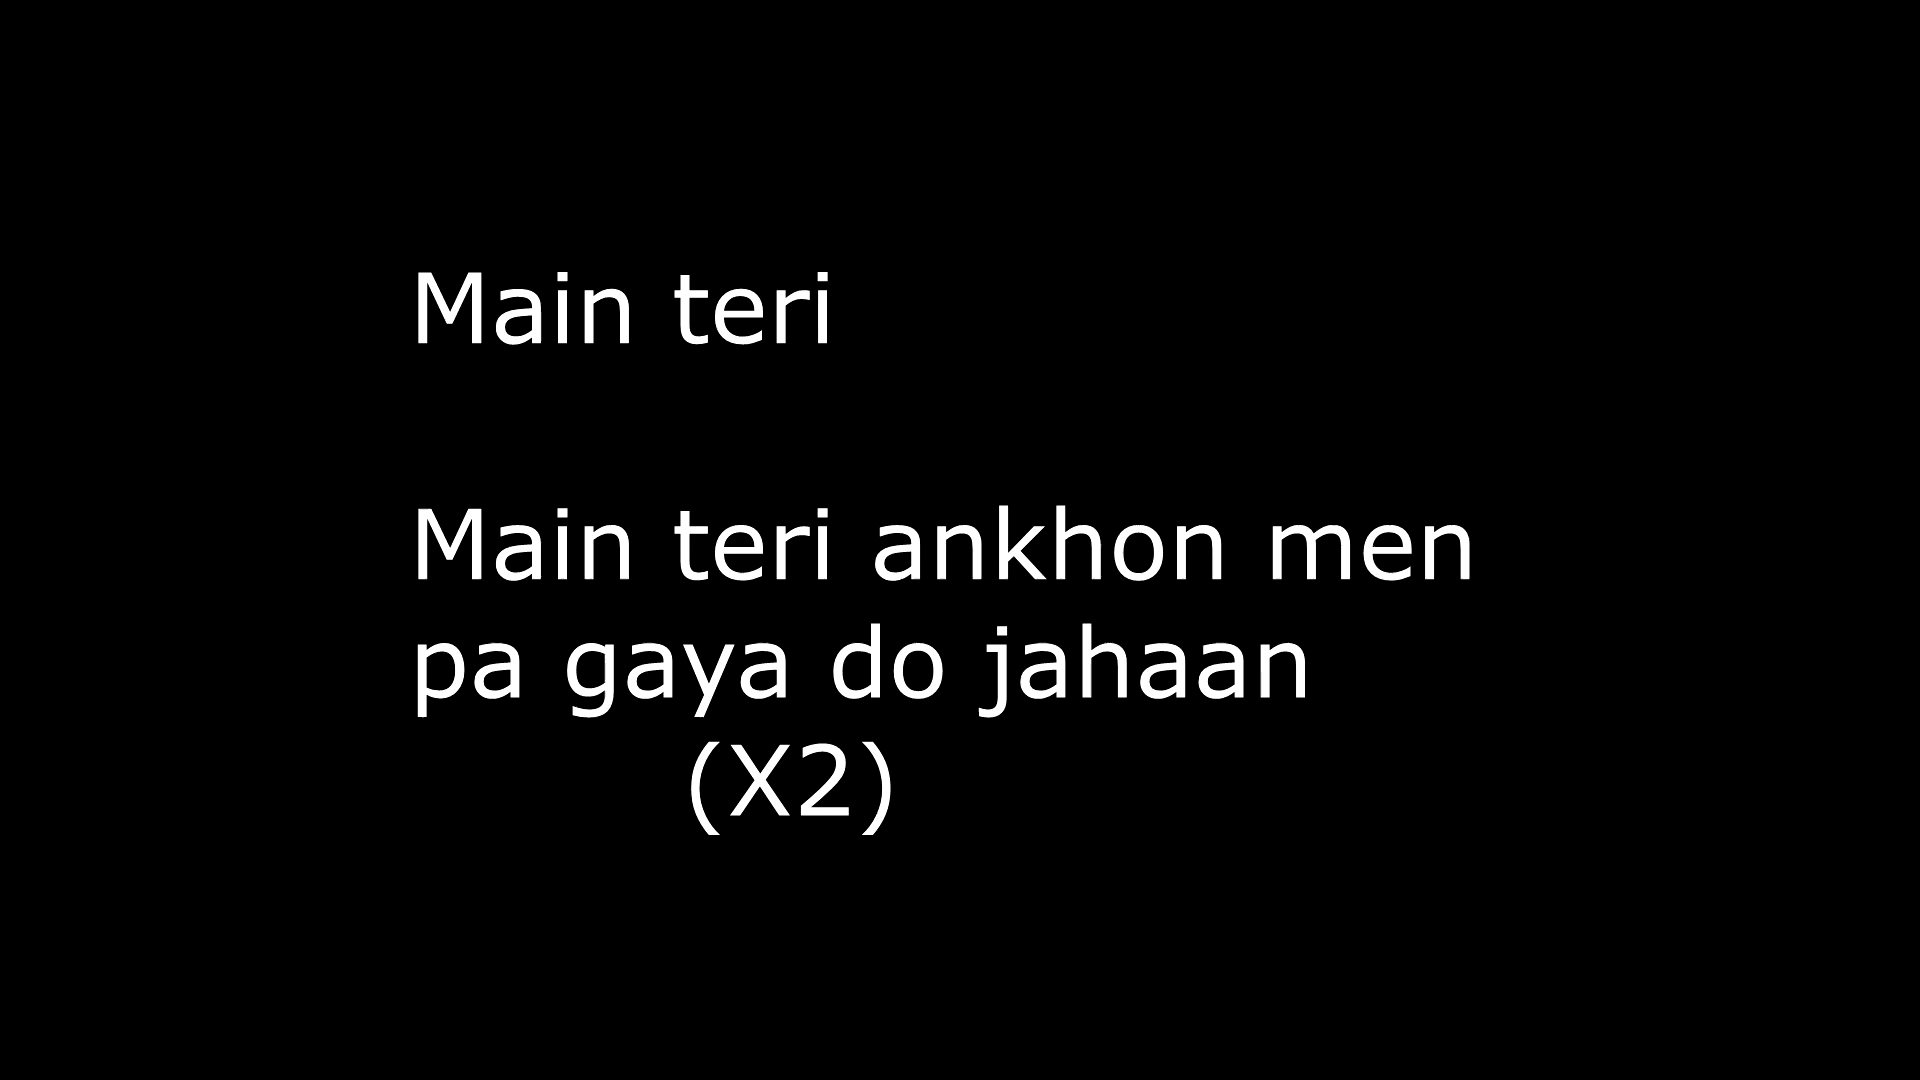 Main teri
Main teri ankhon men
pa gaya do jahaan
(X2)